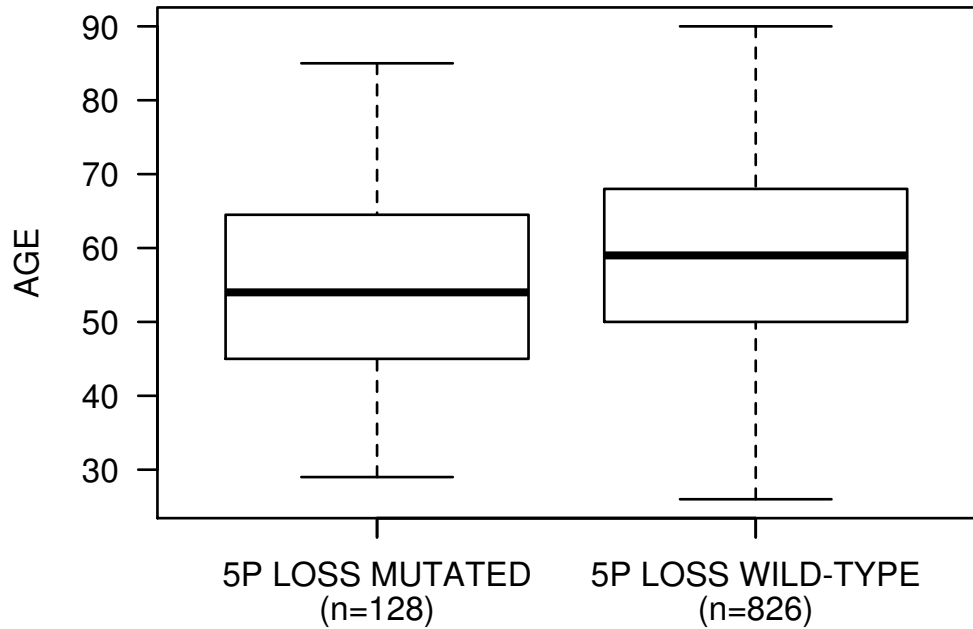 90
80
70
60
50
40
30
AGE
5P LOSS MUTATED
(n=128)
5P LOSS WILD-TYPE
(n=826)